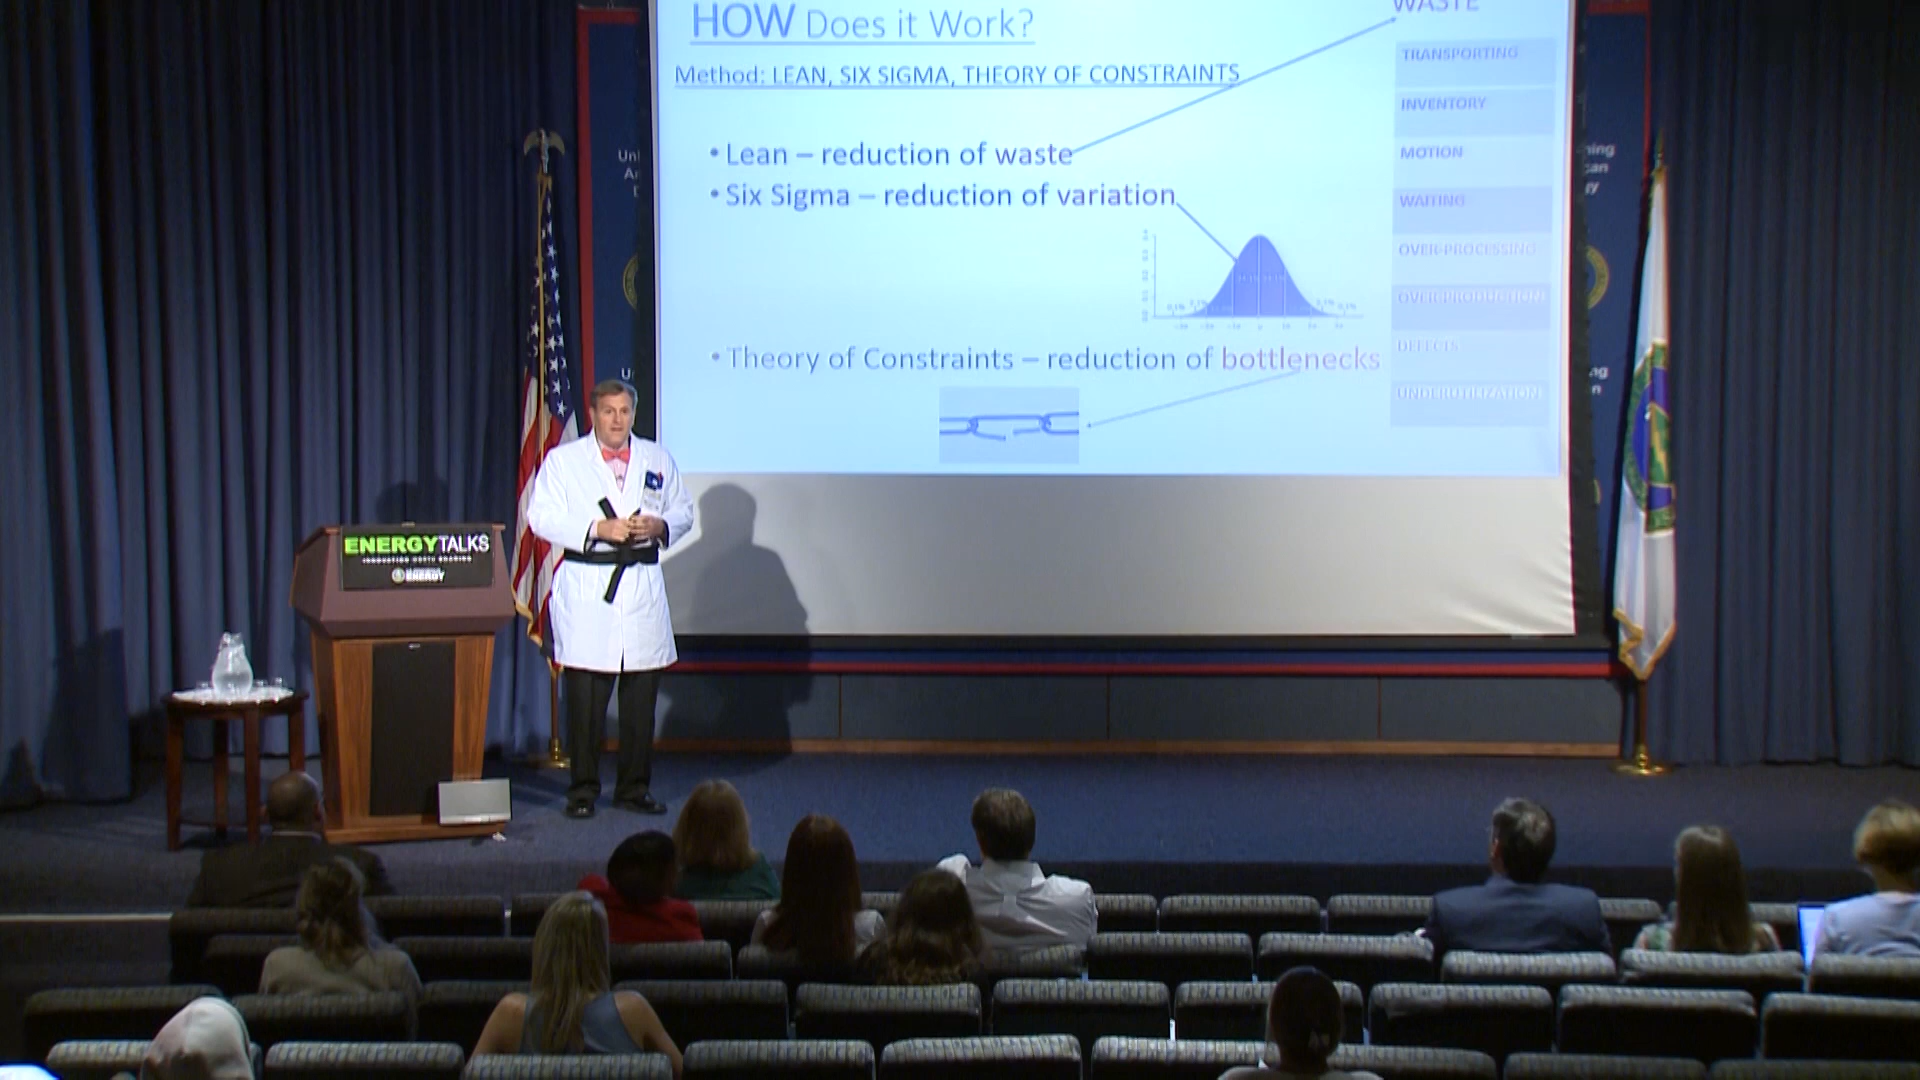 HOW Does it Work?
Method: LEAN, SIX SIGMA, THEORY OF CONSTRAINTS
• Lean – reduction of waste
• Six Sigma – reduction of variation
• Theory of Constraints – reduction of bottlenecks
WASTE
TRANSPORTING
INVENTORY
MOTION
WAITING
OVER-PROCESSING
OVER-PRODUCTION
DEFECTS
UNDERUTILIZATION
ENERGYTALKS
ENERGY